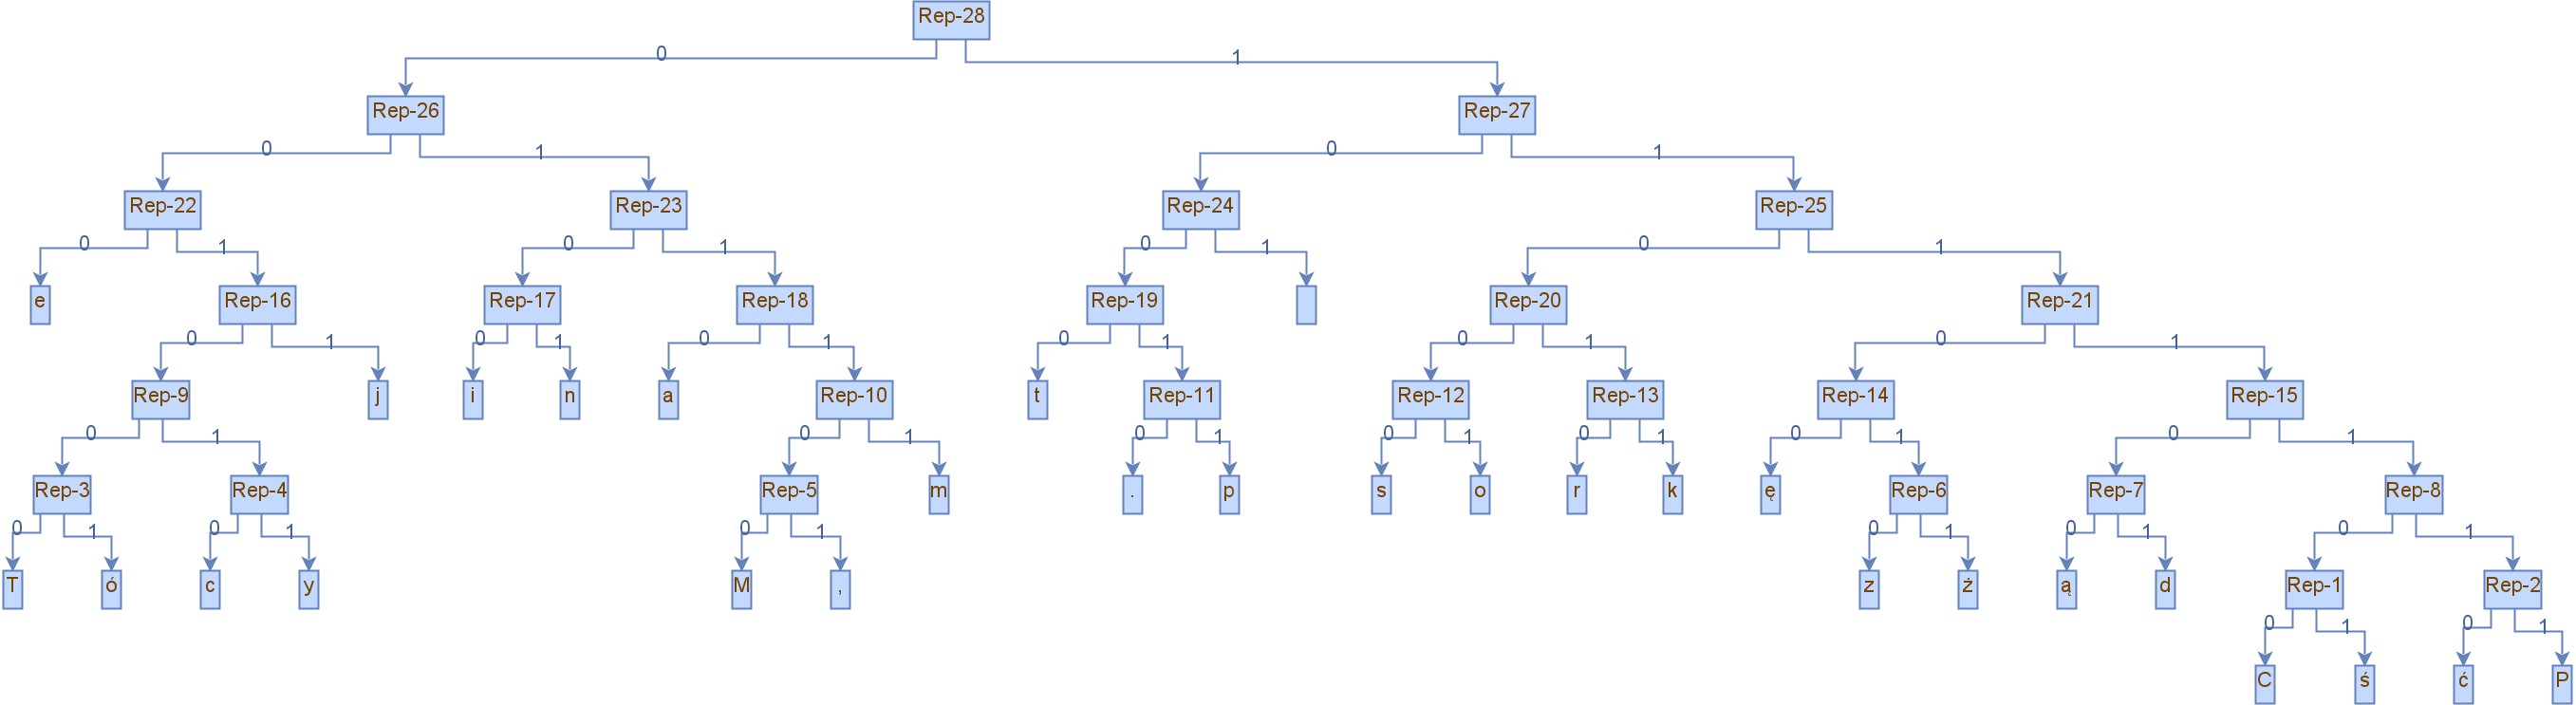 Rep-28
0 1
Rep-26 Rep-27
0 1 0 1
Rep-22 Rep-23 Rep-24 Rep-25
0 1 0 1 0 1 0 1
e Rep-16 Rep-17 Rep-18 Rep-19 Rep-20 Rep-21
0 1 0 1 0 1 0 1 0 1 0 1
Rep-9 j i n a Rep-10 t Rep-11 Rep-12 Rep-13 Rep-14 Rep-15
0 1 0 1 0 1 0 1 0 1 0 1 0 1
Rep-3 Rep-4 Rep-5 m . p s o r k ę Rep-6 Rep-7 Rep-8
0 1 0 1 0 1 0 1 0 1 0 1
T ó c y M , z ż ą d Rep-1 Rep-2
0 1 0 1
C ś ć P